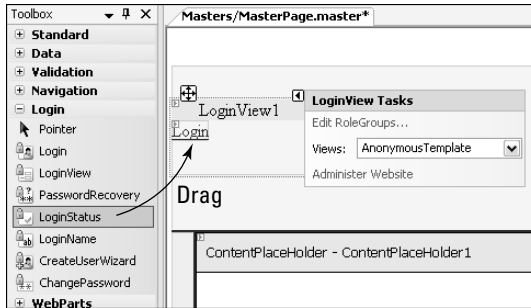 Toolbox
Standard
Data
Validation
Navigation
Login
Pointer
Login
LoginView
PasswordRecovery
LoginStatus
LoginName
CreateUserWizard
ChangePassword
WebParts
Masters/MasterPage.master*
LoginView1
Login
LoginView Tasks
Edit RoleGroups...
Views: AnonymousTemplate
Administer Website
Drag
ContentPlaceHolder - ContentPlaceHolder1